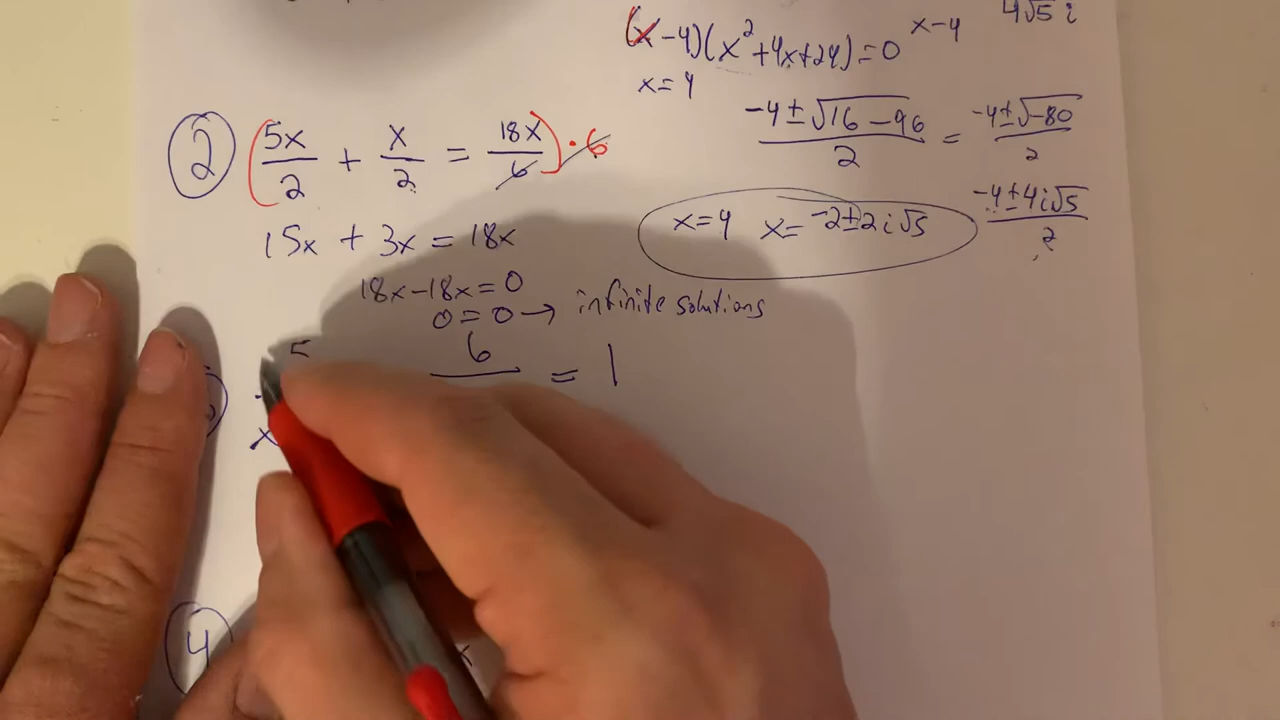 4√5 i
(x-4)(x²+4x+24)=0 x-4
x=4
(-4±√16-96)/2 = (-4±√-80)/2
(-4±4i√5)/2
x=4 x=-2±2i√5
② (5x/2 + x/2 = 18x/6) · 6
15x + 3x = 18x
18x-18x=0
0=0 → infinite solutions
5 6 = 1
x
④